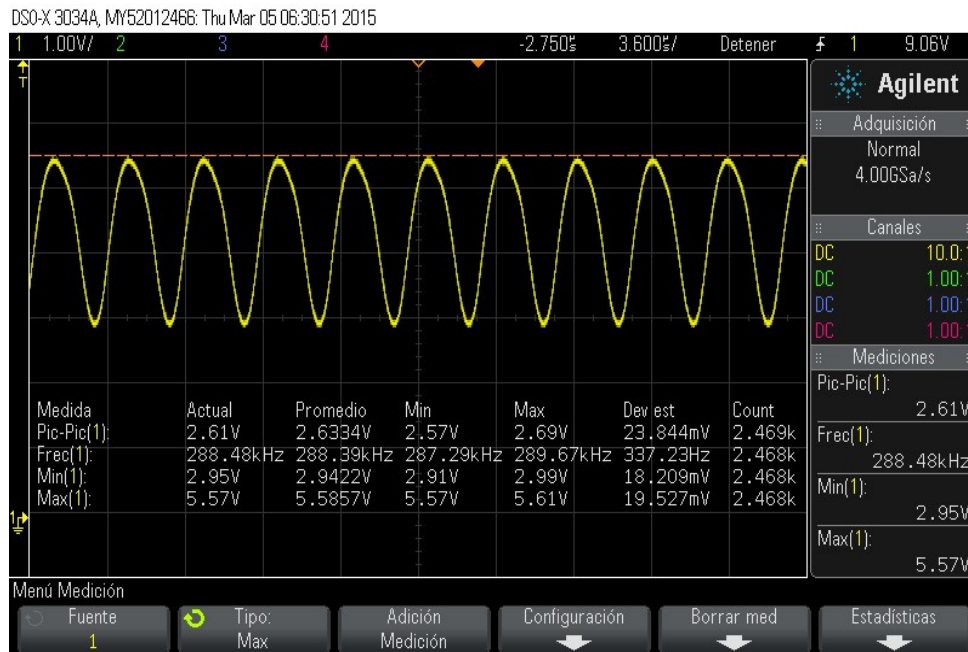 DSO-X 3034A, MY52012466: Thu Mar 05 06:30:51 2015
1 1.00V/ 2 3 4 -2.750s 3.600s/ Detener 1 9.06V
T
Agilent
Adquisición
Normal
4.00GSa/s
Canales
DC 10.0:1
DC 1.00:1
DC 1.00:1
DC 1.00:1
Mediciones
Pic-Pic(1):
2.61V
Frec(1):
288.48kHz
Min(1):
2.95V
Max(1):
5.57V
Medida Actual Promedio Min Max Dev est Count
Pic-Pic(1): 2.61V 2.6334V 2.57V 2.69V 23.844mV 2.469k
Frec(1): 288.48kHz 288.39kHz 287.29kHz 289.67kHz 337.23Hz 2.468k
Min(1): 2.95V 2.9422V 2.91V 2.99V 18.209mV 2.468k
Max(1): 5.57V 5.5857V 5.57V 5.61V 19.527mV 2.468k
1
Menú Medición
Fuente
1
Tipo:
Max
Adición
Medición
Configuración
Borrar med
Estadísticas